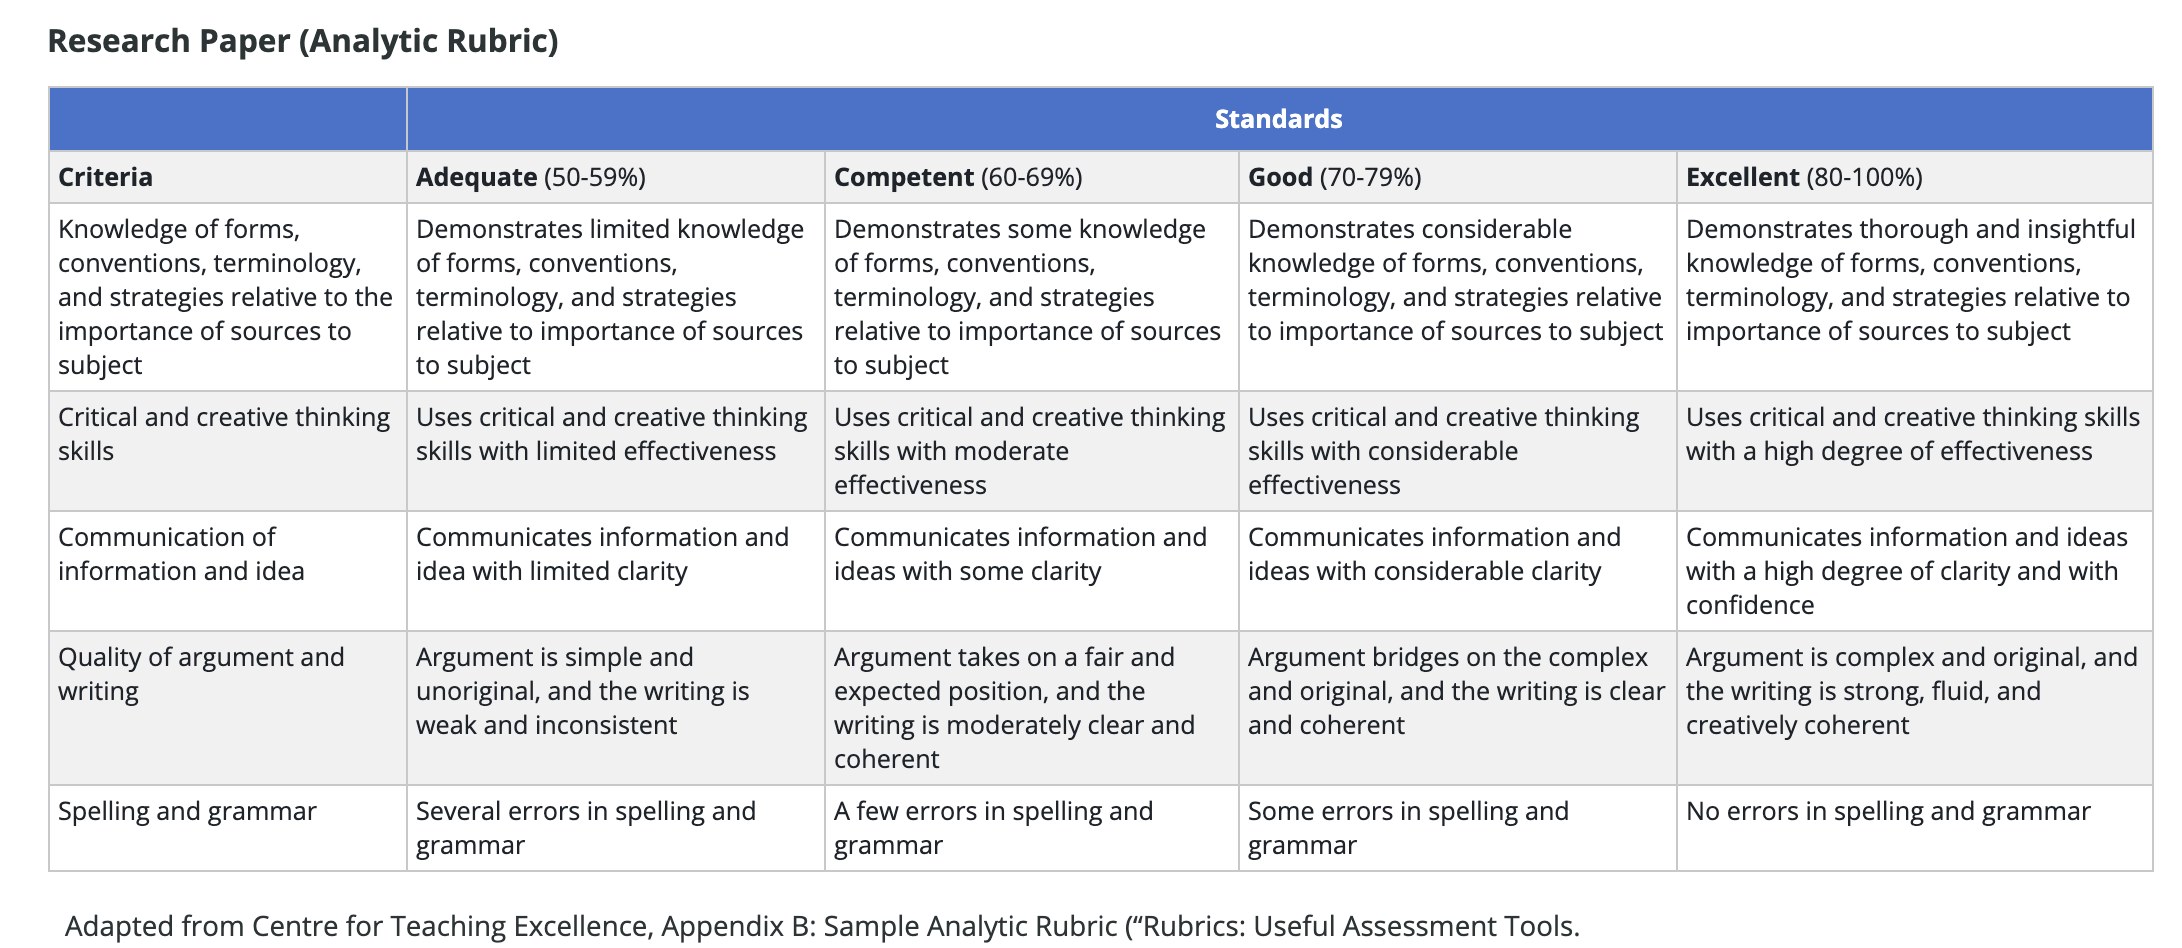 Research Paper (Analytic Rubric)
Standards
Criteria
Adequate (50-59%)
Competent (60-69%)
Good (70-79%)
Excellent (80-100%)
Knowledge of forms,
conventions, terminology,
and strategies relative to the
importance of sources to
subject
Demonstrates limited knowledge
of forms, conventions,
terminology, and strategies
relative to importance of sources
to subject
Demonstrates some knowledge
of forms, conventions,
terminology, and strategies
relative to importance of sources
to subject
Demonstrates considerable
knowledge of forms, conventions,
terminology, and strategies relative
to importance of sources to subject
Demonstrates thorough and insightful
knowledge of forms, conventions,
terminology, and strategies relative to
importance of sources to subject
Critical and creative thinking
skills
Uses critical and creative thinking
skills with limited effectiveness
Uses critical and creative thinking
skills with moderate
effectiveness
Uses critical and creative thinking
skills with considerable
effectiveness
Uses critical and creative thinking skills
with a high degree of effectiveness
Communication of
information and idea
Communicates information and
idea with limited clarity
Communicates information and
ideas with some clarity
Communicates information and
ideas with considerable clarity
Communicates information and ideas
with a high degree of clarity and with
confidence
Quality of argument and
writing
Argument is simple and
unoriginal, and the writing is
weak and inconsistent
Argument takes on a fair and
expected position, and the
writing is moderately clear and
coherent
Argument bridges on the complex
and original, and the writing is clear
and coherent
Argument is complex and original, and
the writing is strong, fluid, and
creatively coherent
Spelling and grammar
Several errors in spelling and
grammar
A few errors in spelling and
grammar
Some errors in spelling and
grammar
No errors in spelling and grammar
Adapted from Centre for Teaching Excellence, Appendix B: Sample Analytic Rubric (“Rubrics: Useful Assessment Tools.